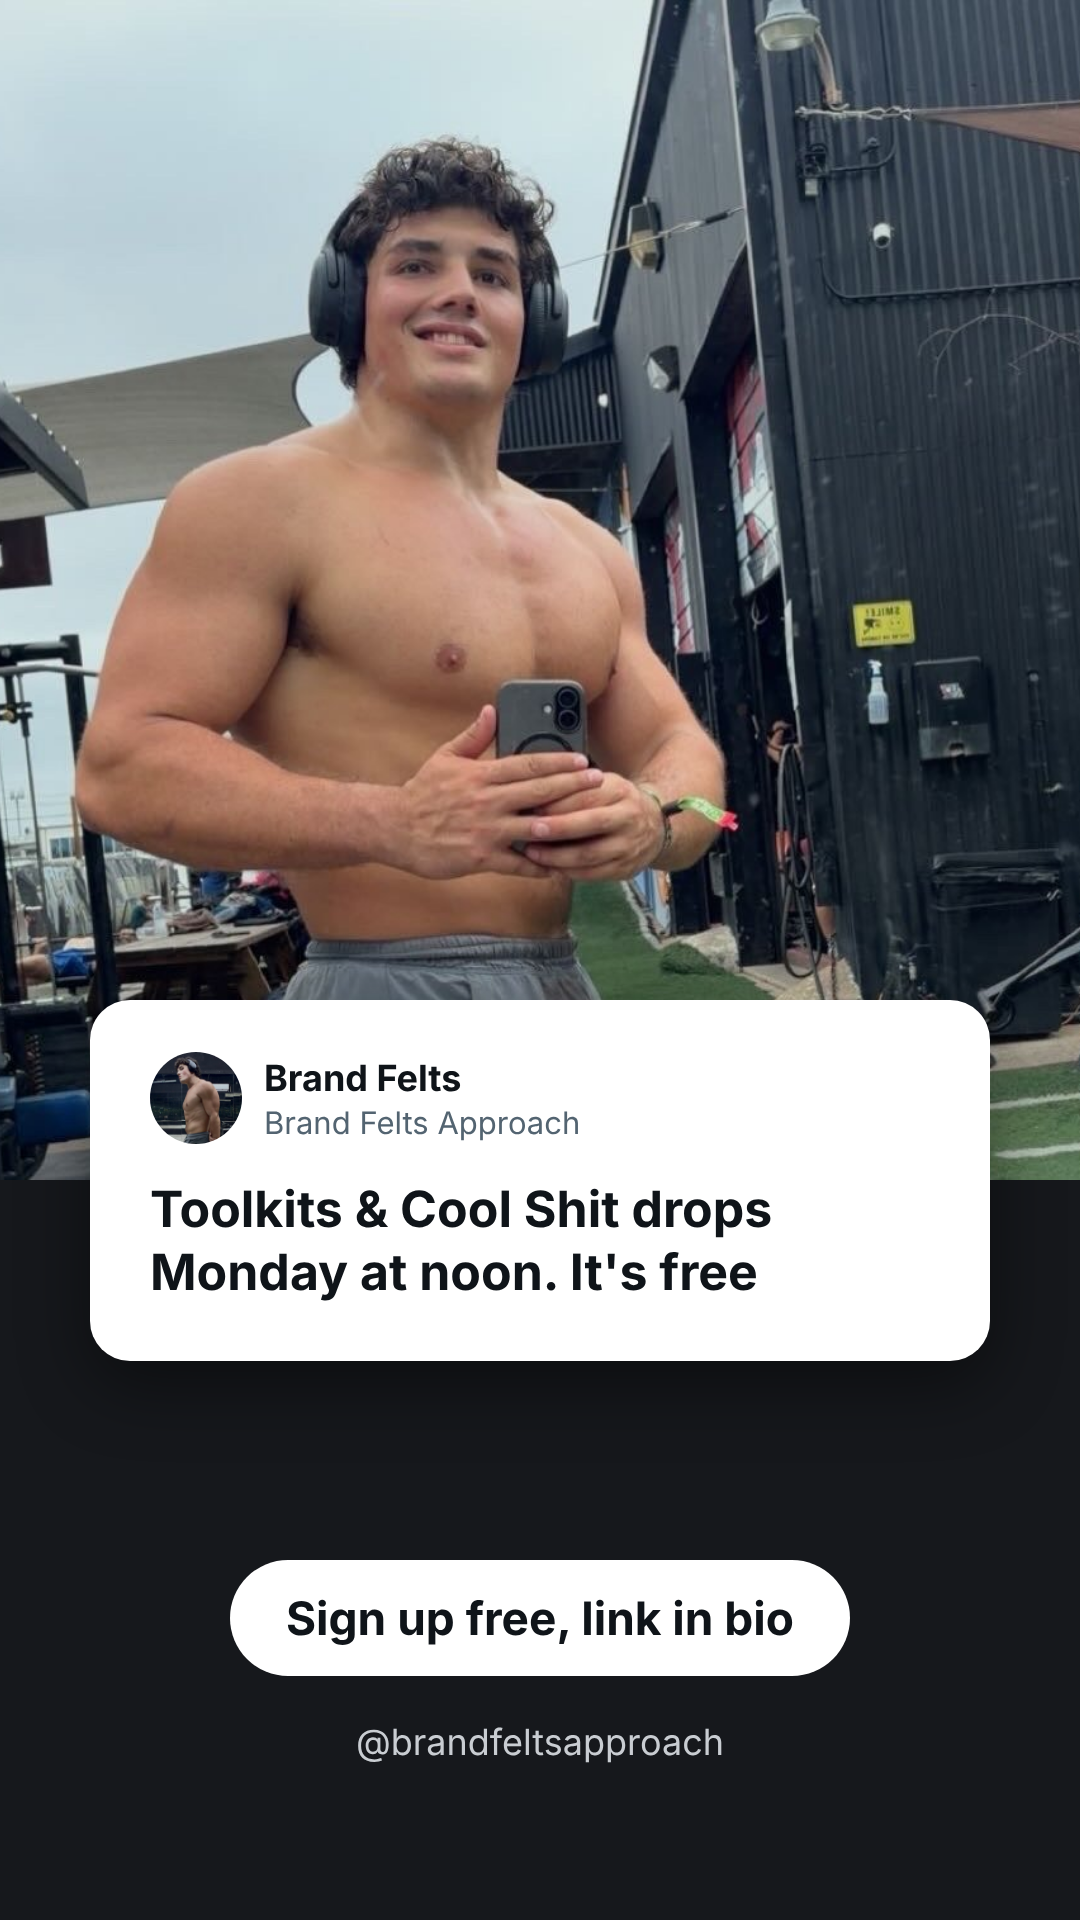 SMILE!
Brand Felts
Brand Felts Approach
Toolkits & Cool Shit drops
Monday at noon. It's free
Sign up free, link in bio
@brandfeltsapproach